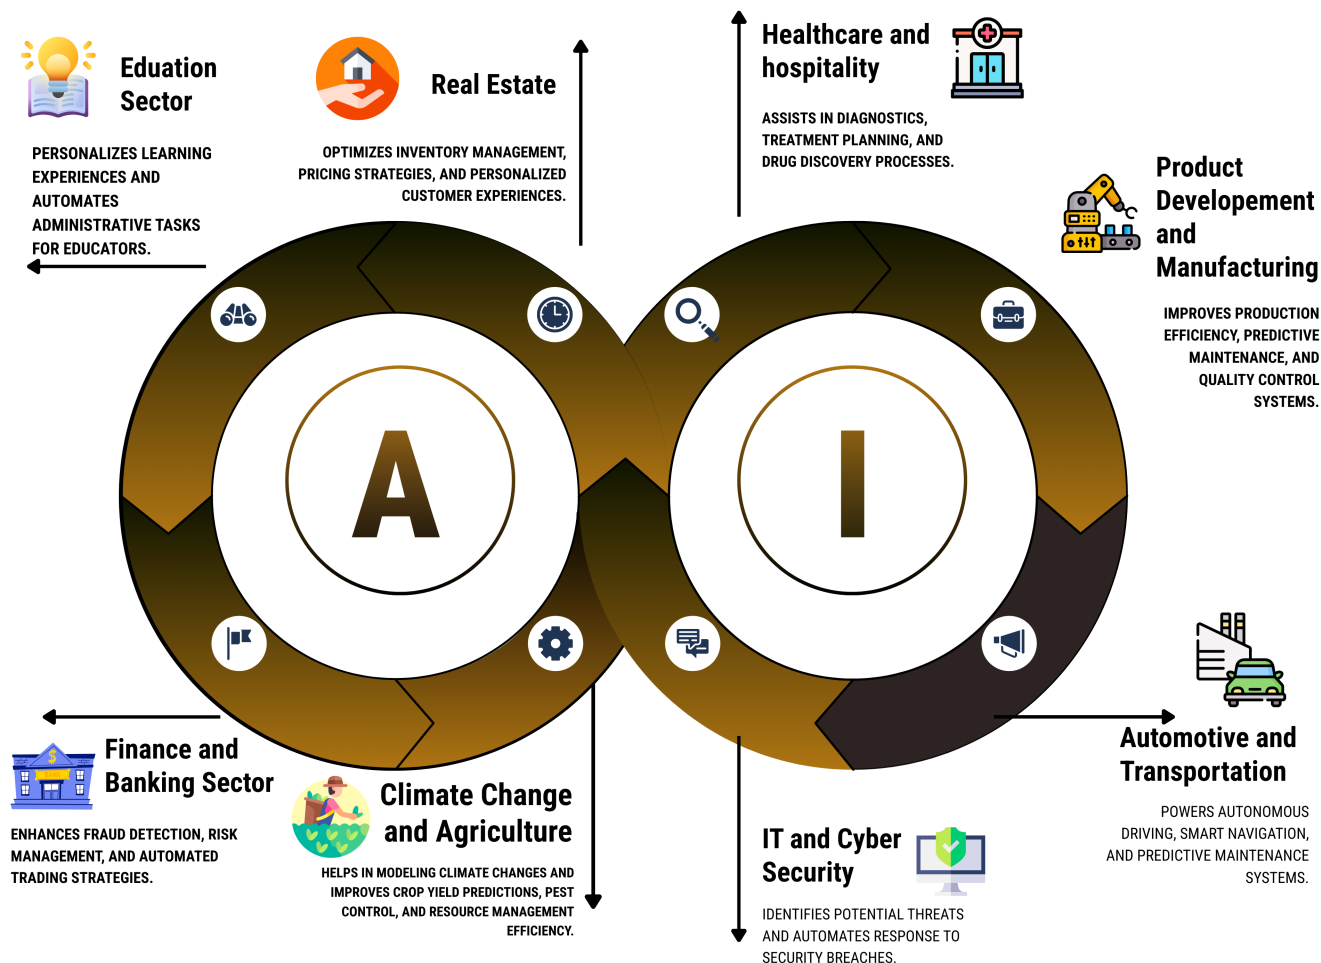 Eduation
Sector
PERSONALIZES LEARNING
EXPERIENCES AND
AUTOMATES
ADMINISTRATIVE TASKS
FOR EDUCATORS.
Real Estate
OPTIMIZES INVENTORY MANAGEMENT,
PRICING STRATEGIES, AND PERSONALIZED
CUSTOMER EXPERIENCES.
Healthcare and
hospitality
ASSISTS IN DIAGNOSTICS,
TREATMENT PLANNING, AND
DRUG DISCOVERY PROCESSES.
Product
Developement
and
Manufacturing
IMPROVES PRODUCTION
EFFICIENCY, PREDICTIVE
MAINTENANCE, AND
QUALITY CONTROL
SYSTEMS.
A
I
Finance and
Banking Sector
$
BANK
ENHANCES FRAUD DETECTION, RISK
MANAGEMENT, AND AUTOMATED
TRADING STRATEGIES.
Climate Change
and Agriculture
HELPS IN MODELING CLIMATE CHANGES AND
IMPROVES CROP YIELD PREDICTIONS, PEST
CONTROL, AND RESOURCE MANAGEMENT
EFFICIENCY.
IT and Cyber
Security
IDENTIFIES POTENTIAL THREATS
AND AUTOMATES RESPONSE TO
SECURITY BREACHES.
Automotive and
Transportation
POWERS AUTONOMOUS
DRIVING, SMART NAVIGATION,
AND PREDICTIVE MAINTENANCE
SYSTEMS.